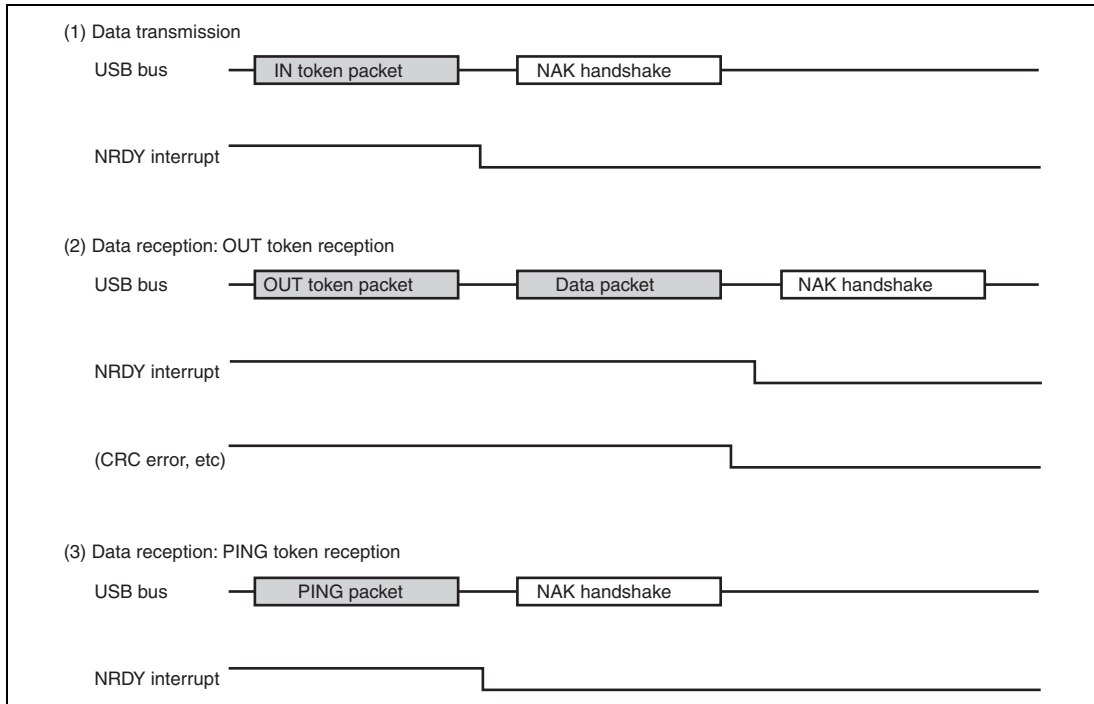 (1) Data transmission
USB bus
IN token packet
NAK handshake
NRDY interrupt
(2) Data reception: OUT token reception
USB bus
OUT token packet
Data packet
NAK handshake
NRDY interrupt
(CRC error, etc)
(3) Data reception: PING token reception
USB bus
PING packet
NAK handshake
NRDY interrupt